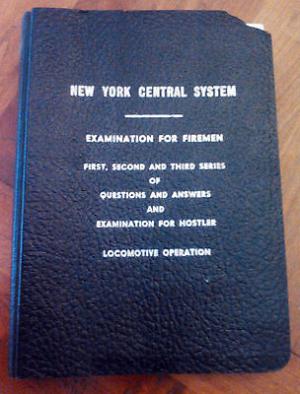 NEW YORK CENTRAL SYSTEM
EXAMINATION FOR FIREMEN
FIRST, SECOND AND THIRD SERIES
OF
QUESTIONS AND ANSWERS
AND
EXAMINATION FOR HOSTLER
LOCOMOTIVE OPERATION